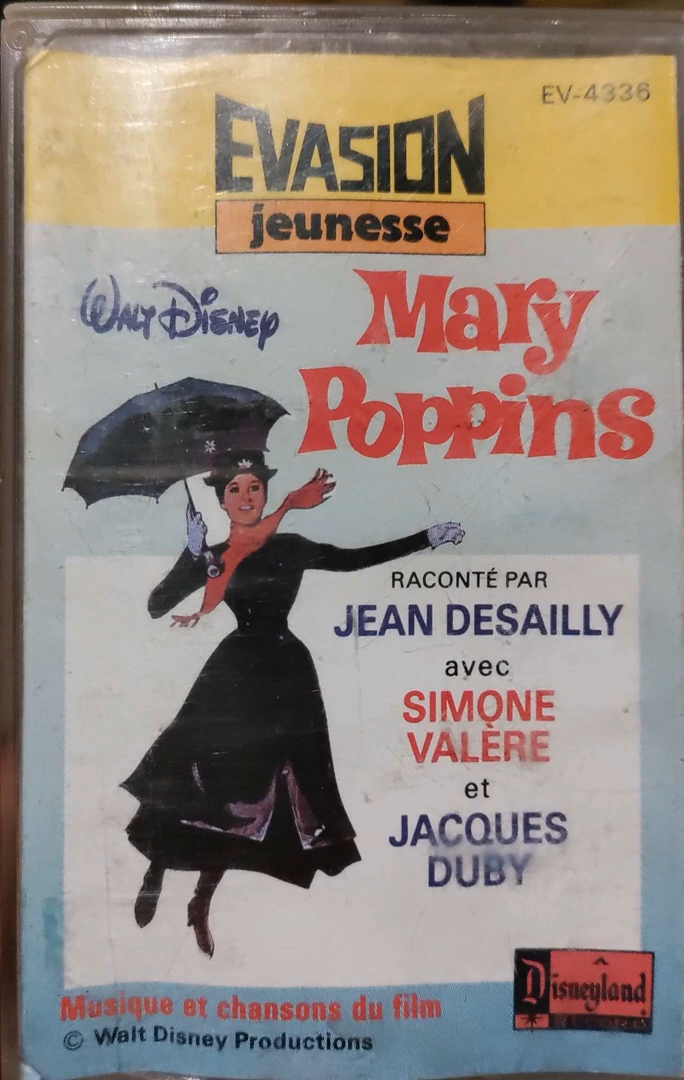 EV-4336
EVASION
jeunesse
WALT DISNEY
Mary
Poppins
RACONTÉ PAR
JEAN DESAILLY
avec
SIMONE
VALÈRE
et
JACQUES
DUBY
Disneyland
Musique et chansons du film
© Walt Disney Productions